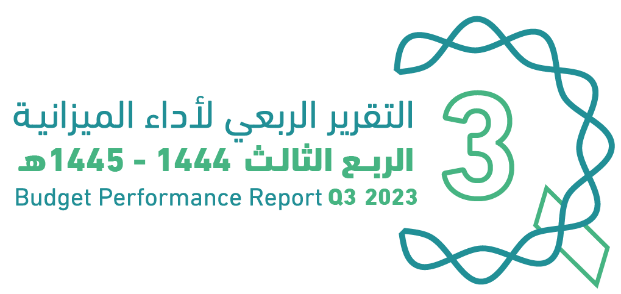 التقرير الربعي لأداء الميزانية
الربع الثالث 1444 - 1445هـ
Budget Performance Report Q3 2023
3